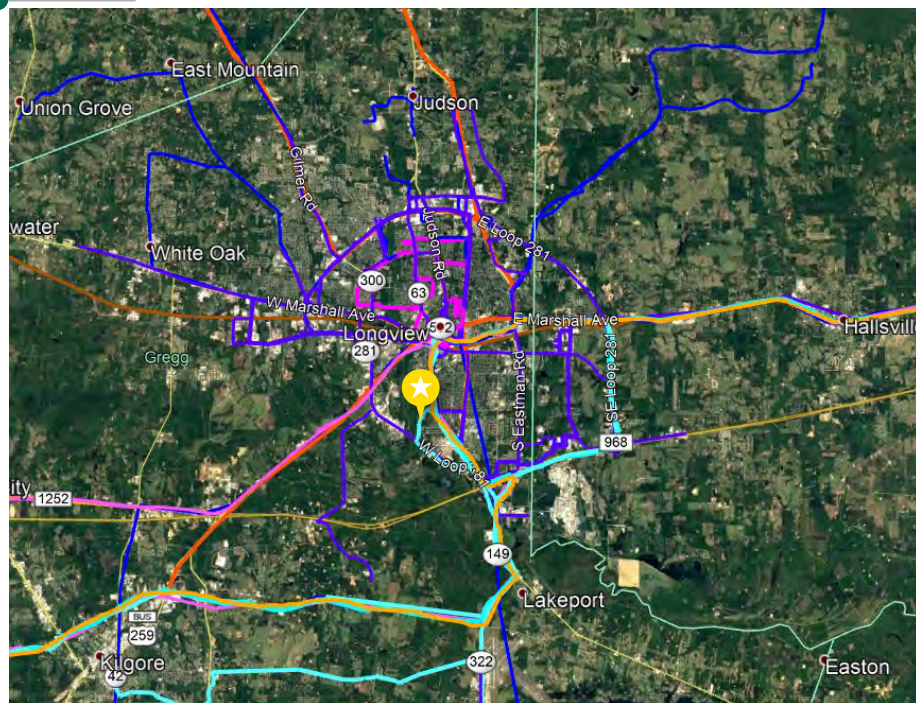 East Mountain
Union Grove
Judson
Gilmer Rd
Judson Rd
E Loop 281
water
White Oak
300
63
W Marshall Ave
Longview
E Marshall Ave
Hallsvill
281
Gregg
S Eastman Rd
SE Loop 281
968
W Loop 281
ity
1252
149
Lakeport
BUS
259
Kilgore
42
322
Easton